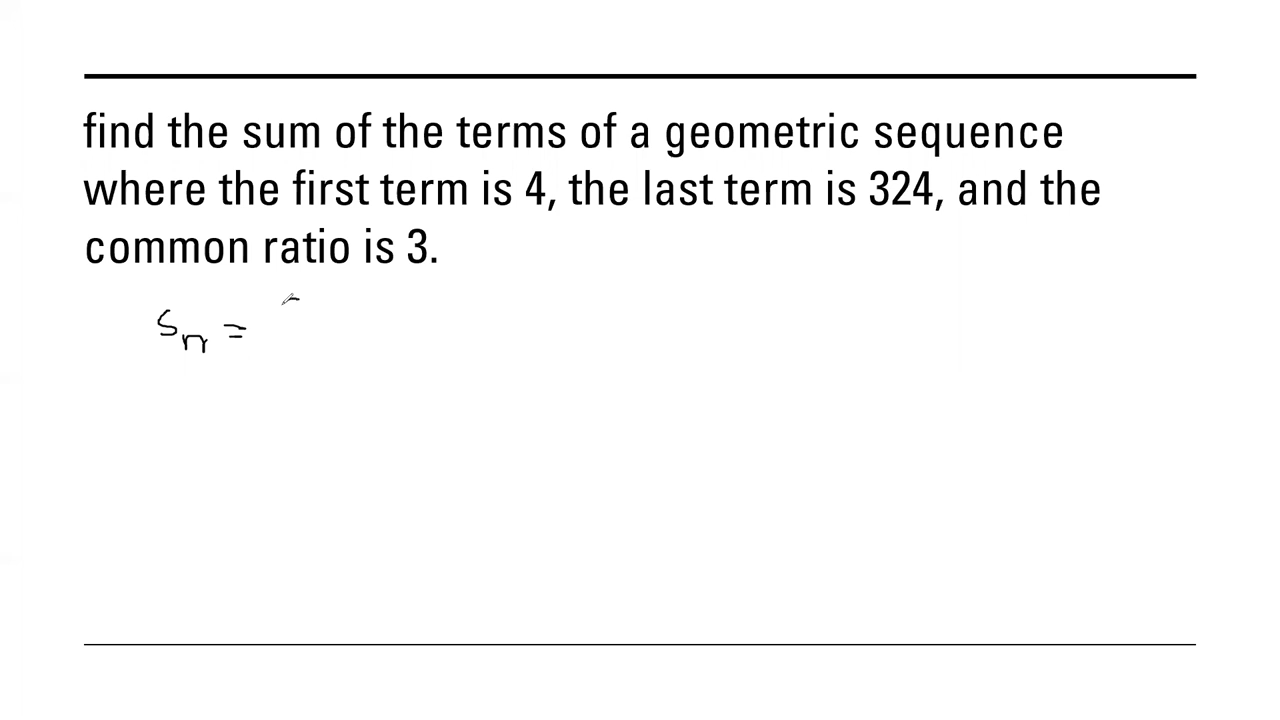 find the sum of the terms of a geometric sequence
where the first term is 4, the last term is 324, and the
common ratio is 3.
Sn =